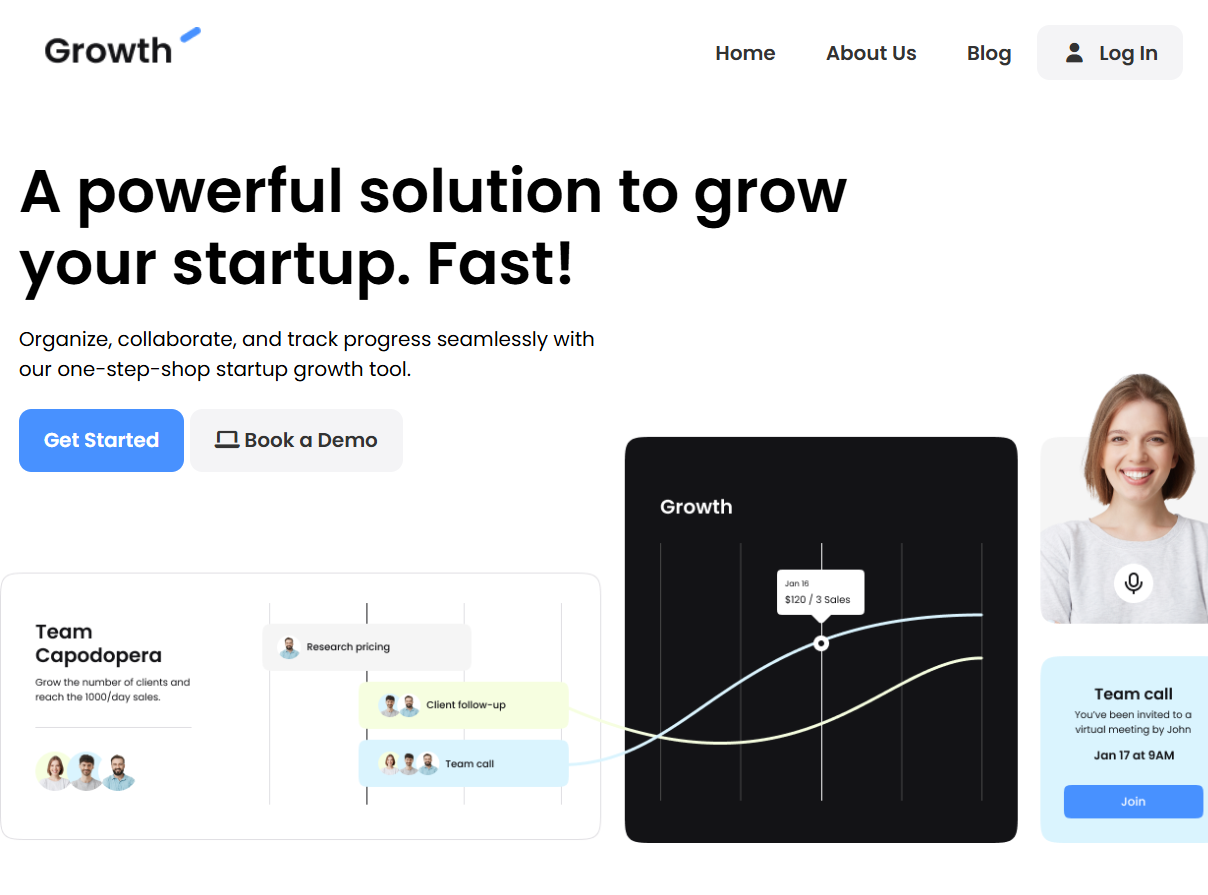 Growth
Home
About Us
Blog
Log In
A powerful solution to grow
your startup. Fast!
Organize, collaborate, and track progress seamlessly with
our one-step-shop startup growth tool.
Get Started
Book a Demo
Team
Capodopera
Grow the number of clients and
reach the 1000/day sales.
Research pricing
Client follow-up
Team call
Growth
Jan 16
$120 / 3 Sales
Team call
You've been invited to a
virtual meeting by John
Jan 17 at 9AM
Join